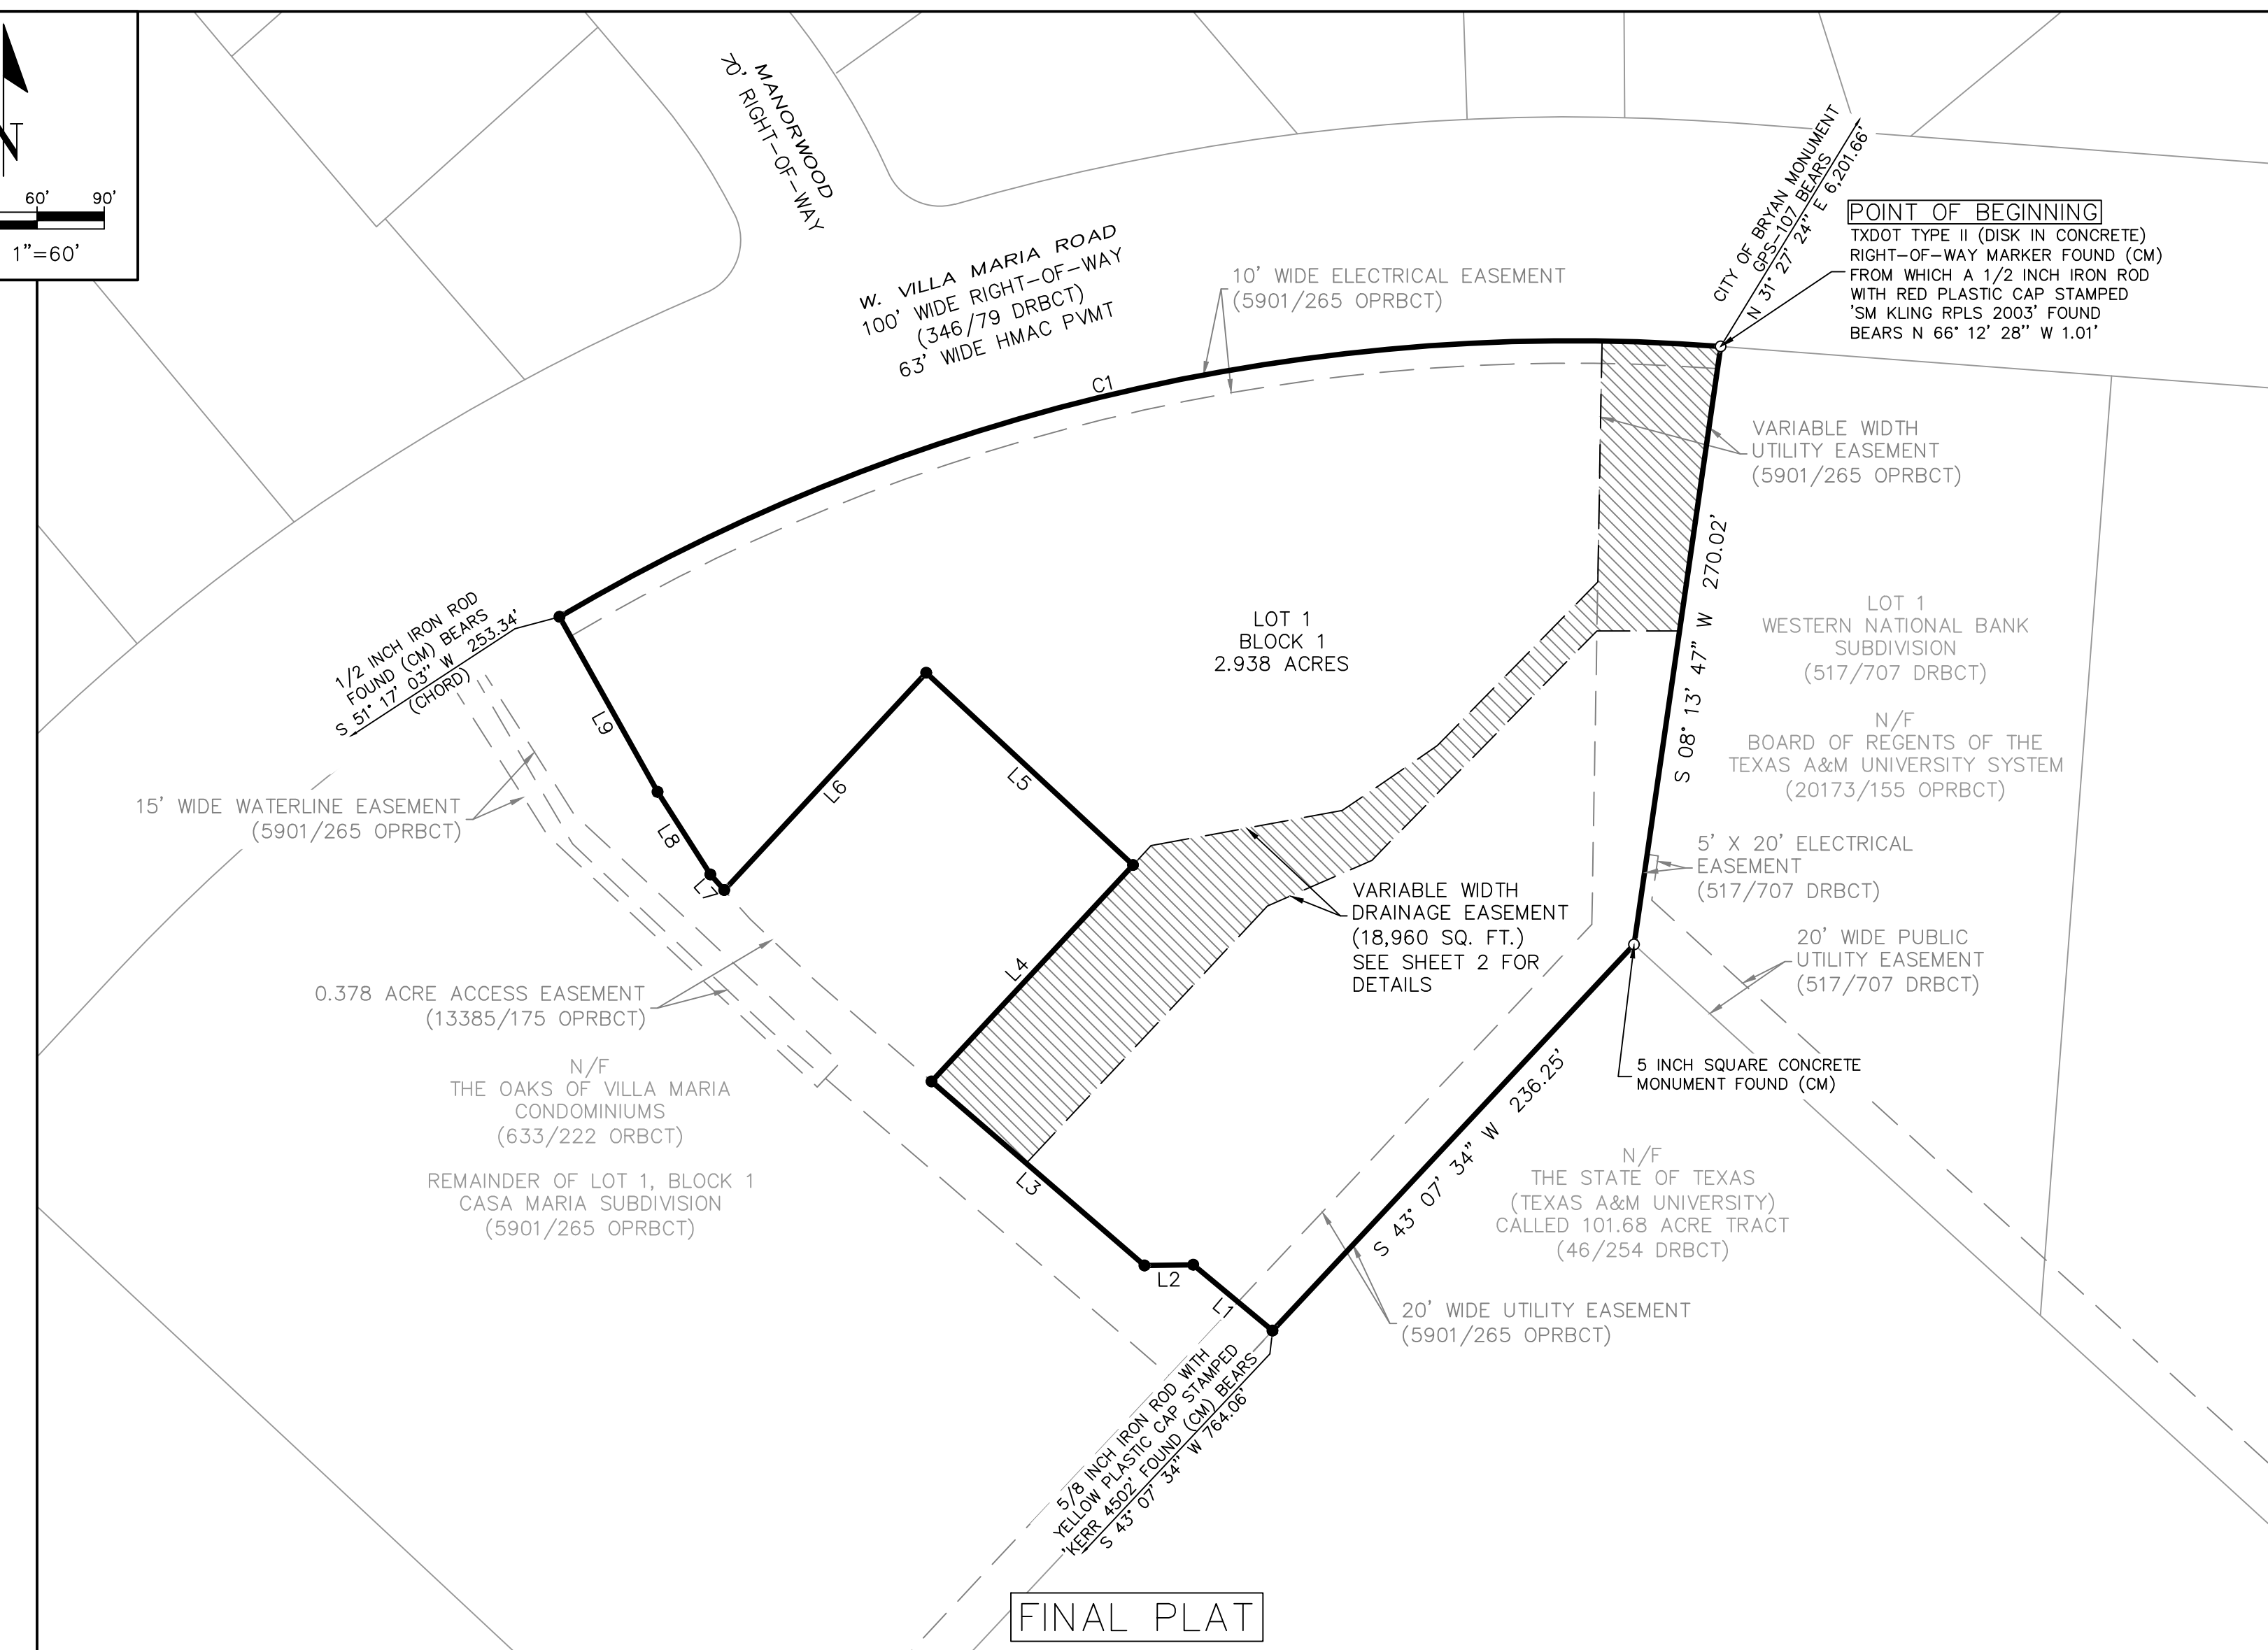 N
60' 90'
1"=60'
MANORWOOD
70' RIGHT-OF-WAY
W. VILLA MARIA ROAD
100' WIDE RIGHT-OF-WAY
(346/79 DRBCT)
63' WIDE HMAC PVMT
10' WIDE ELECTRICAL EASEMENT
(5901/265 OPRBCT)
CITY OF BRYAN MONUMENT
GPS-107 BEARS
N 31° 27' 24" E 6,201.66'
POINT OF BEGINNING
TXDOT TYPE II (DISK IN CONCRETE)
RIGHT-OF-WAY MARKER FOUND (CM)
FROM WHICH A 1/2 INCH IRON ROD
WITH RED PLASTIC CAP STAMPED
'SM KLING RPLS 2003' FOUND
BEARS N 66° 12' 28" W 1.01'
C1
VARIABLE WIDTH
UTILITY EASEMENT
(5901/265 OPRBCT)
S 08° 13' 47" W 270.02'
1/2 INCH IRON ROD
FOUND (CM) BEARS
S 51° 17' 03" W 253.34'
(CHORD)
LOT 1
BLOCK 1
2.938 ACRES
LOT 1
WESTERN NATIONAL BANK
SUBDIVISION
(517/707 DRBCT)
N/F
BOARD OF REGENTS OF THE
TEXAS A&M UNIVERSITY SYSTEM
(20173/155 OPRBCT)
L9
L8
L7
L6
L5
L4
15' WIDE WATERLINE EASEMENT
(5901/265 OPRBCT)
5' X 20' ELECTRICAL
EASEMENT
(517/707 DRBCT)
VARIABLE WIDTH
DRAINAGE EASEMENT
(18,960 SQ. FT.)
SEE SHEET 2 FOR
DETAILS
20' WIDE PUBLIC
UTILITY EASEMENT
(517/707 DRBCT)
0.378 ACRE ACCESS EASEMENT
(13385/175 OPRBCT)
N/F
THE OAKS OF VILLA MARIA
CONDOMINIUMS
(633/222 ORBCT)
REMAINDER OF LOT 1, BLOCK 1
CASA MARIA SUBDIVISION
(5901/265 OPRBCT)
5 INCH SQUARE CONCRETE
MONUMENT FOUND (CM)
S 43° 07' 34" W 236.25'
N/F
THE STATE OF TEXAS
(TEXAS A&M UNIVERSITY)
CALLED 101.68 ACRE TRACT
(46/254 DRBCT)
L3
L2
L1
20' WIDE UTILITY EASEMENT
(5901/265 OPRBCT)
5/8 INCH IRON ROD WITH
YELLOW PLASTIC CAP STAMPED
'KERR 4502' FOUND (CM) BEARS
S 43° 07' 34" W 764.06'
FINAL PLAT